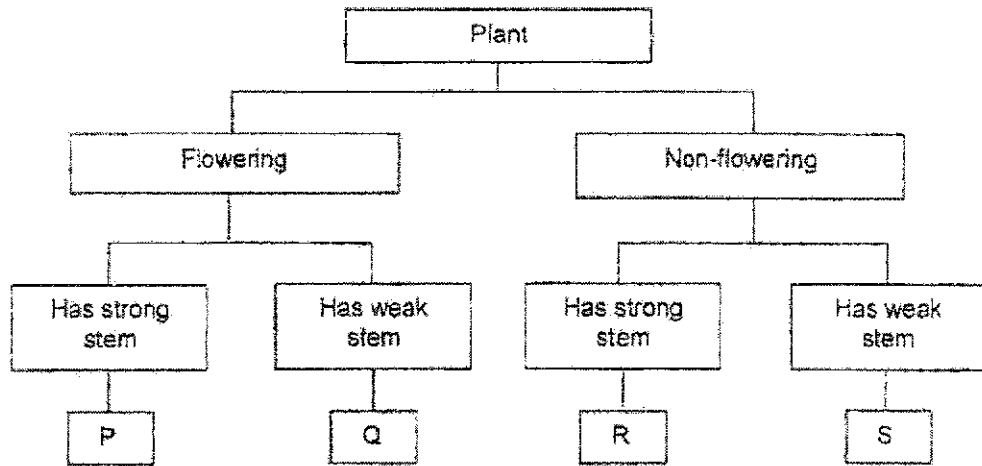 Plant
Flowering
Non-flowering
Has strong
stem
Has weak
stem
Has strong
stem
Has weak
stem
P
Q
R
S